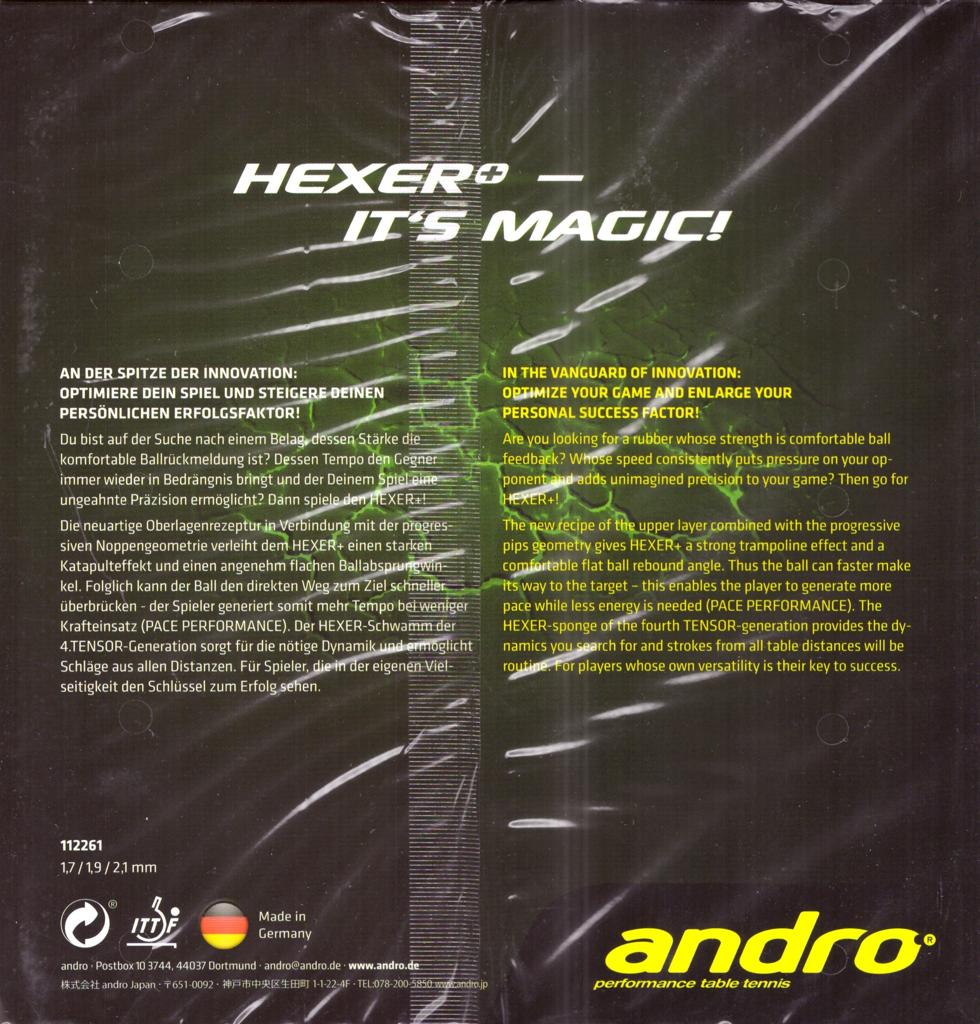 HEXER+ —
IT'S MAGIC!
AN DER SPITZE DER INNOVATION:
OPTIMIERE DEIN SPIEL UND STEIGERE DEINEN
PERSÖNLICHEN ERFOLGSFAKTOR!
Du bist auf der Suche nach einem Belag, dessen Stärke die
komfortable Ballrückmeldung ist? Dessen Tempo den Gegner
immer wieder in Bedrängnis bringt und der Deinem Spiel eine
ungeahnte Präzision ermöglicht? Dann spiele den HEXER+!
Die neuartige Oberlagenrezeptur in Verbindung mit der progres-
siven Noppengeometrie verleiht dem HEXER+ einen starken
Katapulteffekt und einen angenehm flachen Ballabsprungwin-
kel. Folglich kann der Ball den direkten Weg zum Ziel schneller
überbrücken - der Spieler generiert somit mehr Tempo bei weniger
Krafteinsatz (PACE PERFORMANCE). Der HEXER-Schwamm der
4.TENSOR-Generation sorgt für die nötige Dynamik und ermöglicht
Schläge aus allen Distanzen. Für Spieler, die in der eigenen Viel-
seitigkeit den Schlüssel zum Erfolg sehen.
IN THE VANGUARD OF INNOVATION:
OPTIMIZE YOUR GAME AND ENLARGE YOUR
PERSONAL SUCCESS FACTOR!
Are you looking for a rubber whose strength is comfortable ball
feedback? Whose speed consistently puts pressure on your op-
ponent and adds unimagined precision to your game? Then go for
HEXER+!
The new recipe of the upper layer combined with the progressive
pips geometry gives HEXER+ a strong trampoline effect and a
comfortable flat ball rebound angle. Thus the ball can faster make
its way to the target – this enables the player to generate more
pace while less energy is needed (PACE PERFORMANCE). The
HEXER-sponge of the fourth TENSOR-generation provides the dy-
namics you search for and strokes from all table distances will be
routine. For players whose own versatility is their key to success.
112261
1,7 / 1,9 / 2,1 mm
®
ITTF
Made in
Germany
andro · Postbox 10 3744, 44037 Dortmund · andro@andro.de · www.andro.de
株式会社 andro Japan · 〒651-0092 · 神戸市中央区生田町 1-1-22-4F · TEL:078-200-5850 www.andro.jp
andro®
performance table tennis